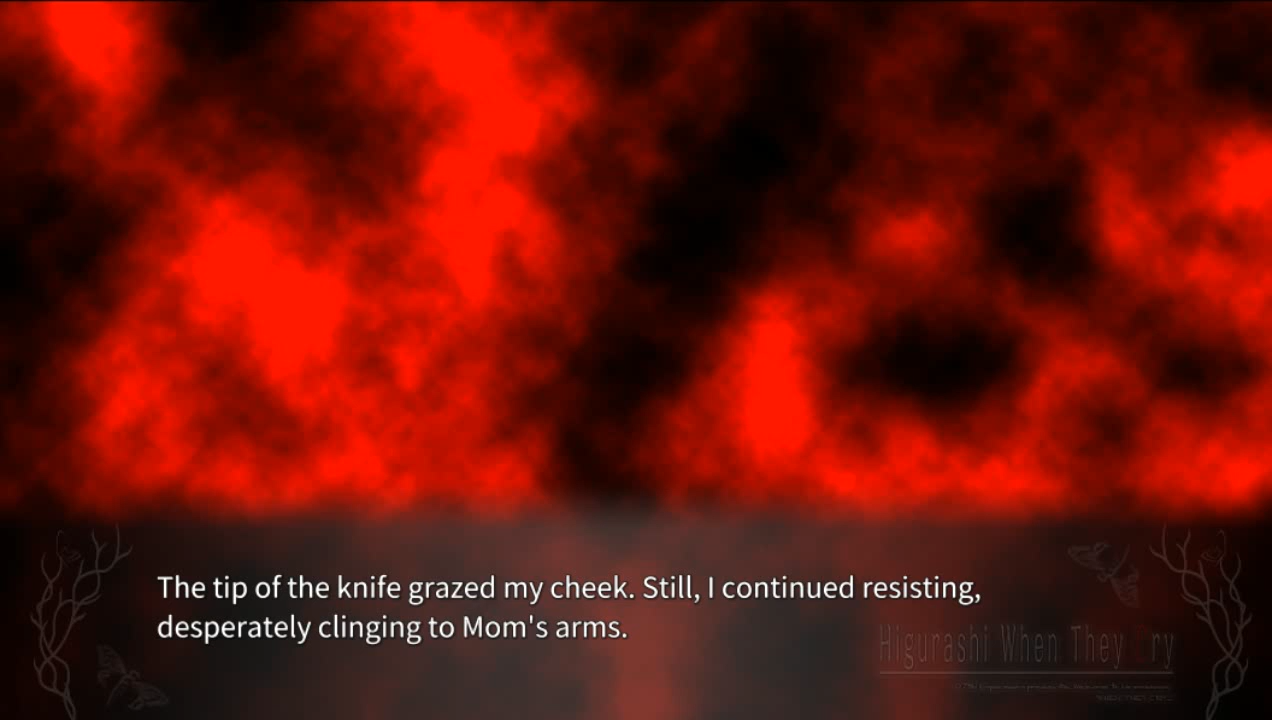 The tip of the knife grazed my cheek. Still, I continued resisting,
desperately clinging to Mom's arms.
Higurashi When They Cry